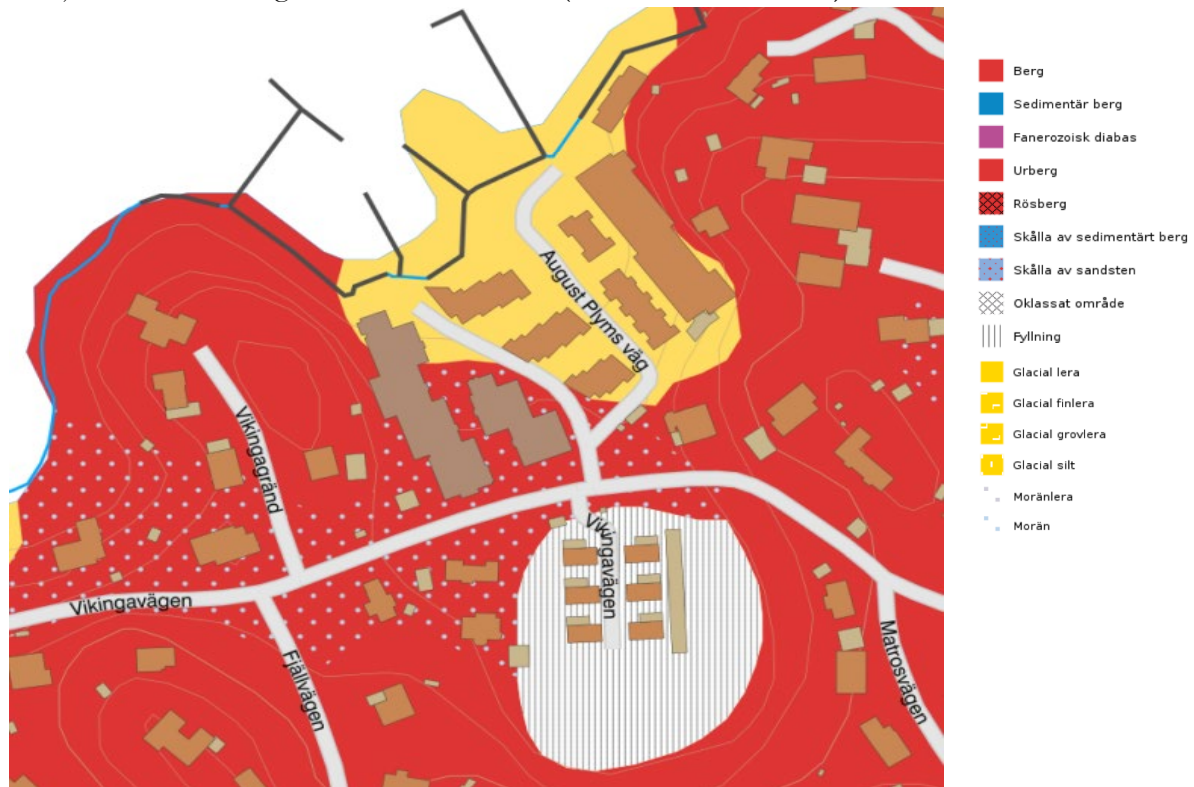 August Plyms väg
Vikingagränd
Vikingavägen
Vikingavägen
Fjällvägen
Matrosvägen
Berg
Sedimentär berg
Fanerozoisk diabas
Urberg
Rösberg
Skålla av sedimentärt berg
Skålla av sandsten
Oklassat område
Fyllning
Glacial lera
Glacial finlera
Glacial grovlera
Glacial silt
Moränlera
Morän